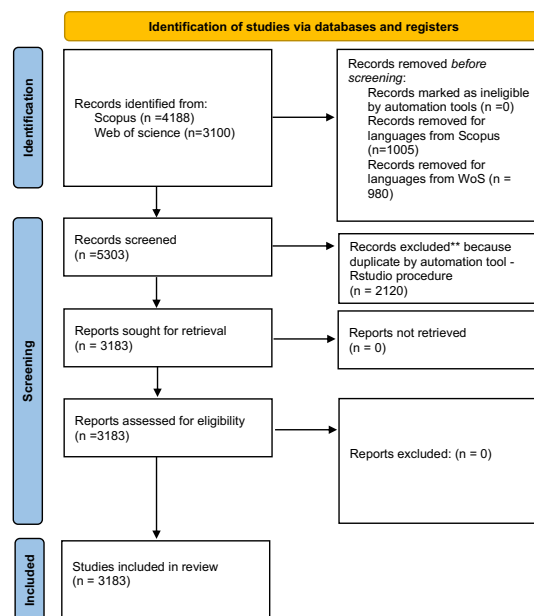 Identification of studies via databases and registers
Identification
Records identified from:
Scopus (n =4188)
Web of science (n=3100)
Records removed before
screening:
Records marked as ineligible
by automation tools (n =0)
Records removed for
languages from Scopus
(n=1005)
Records removed for
languages from WoS (n =
980)
Screening
Records screened
(n =5303)
Records excluded** because
duplicate by automation tool -
Rstudio procedure
(n = 2120)
Reports sought for retrieval
(n = 3183)
Reports not retrieved
(n = 0)
Reports assessed for eligibility
(n =3183)
Reports excluded: (n = 0)
Included
Studies included in review
(n = 3183)